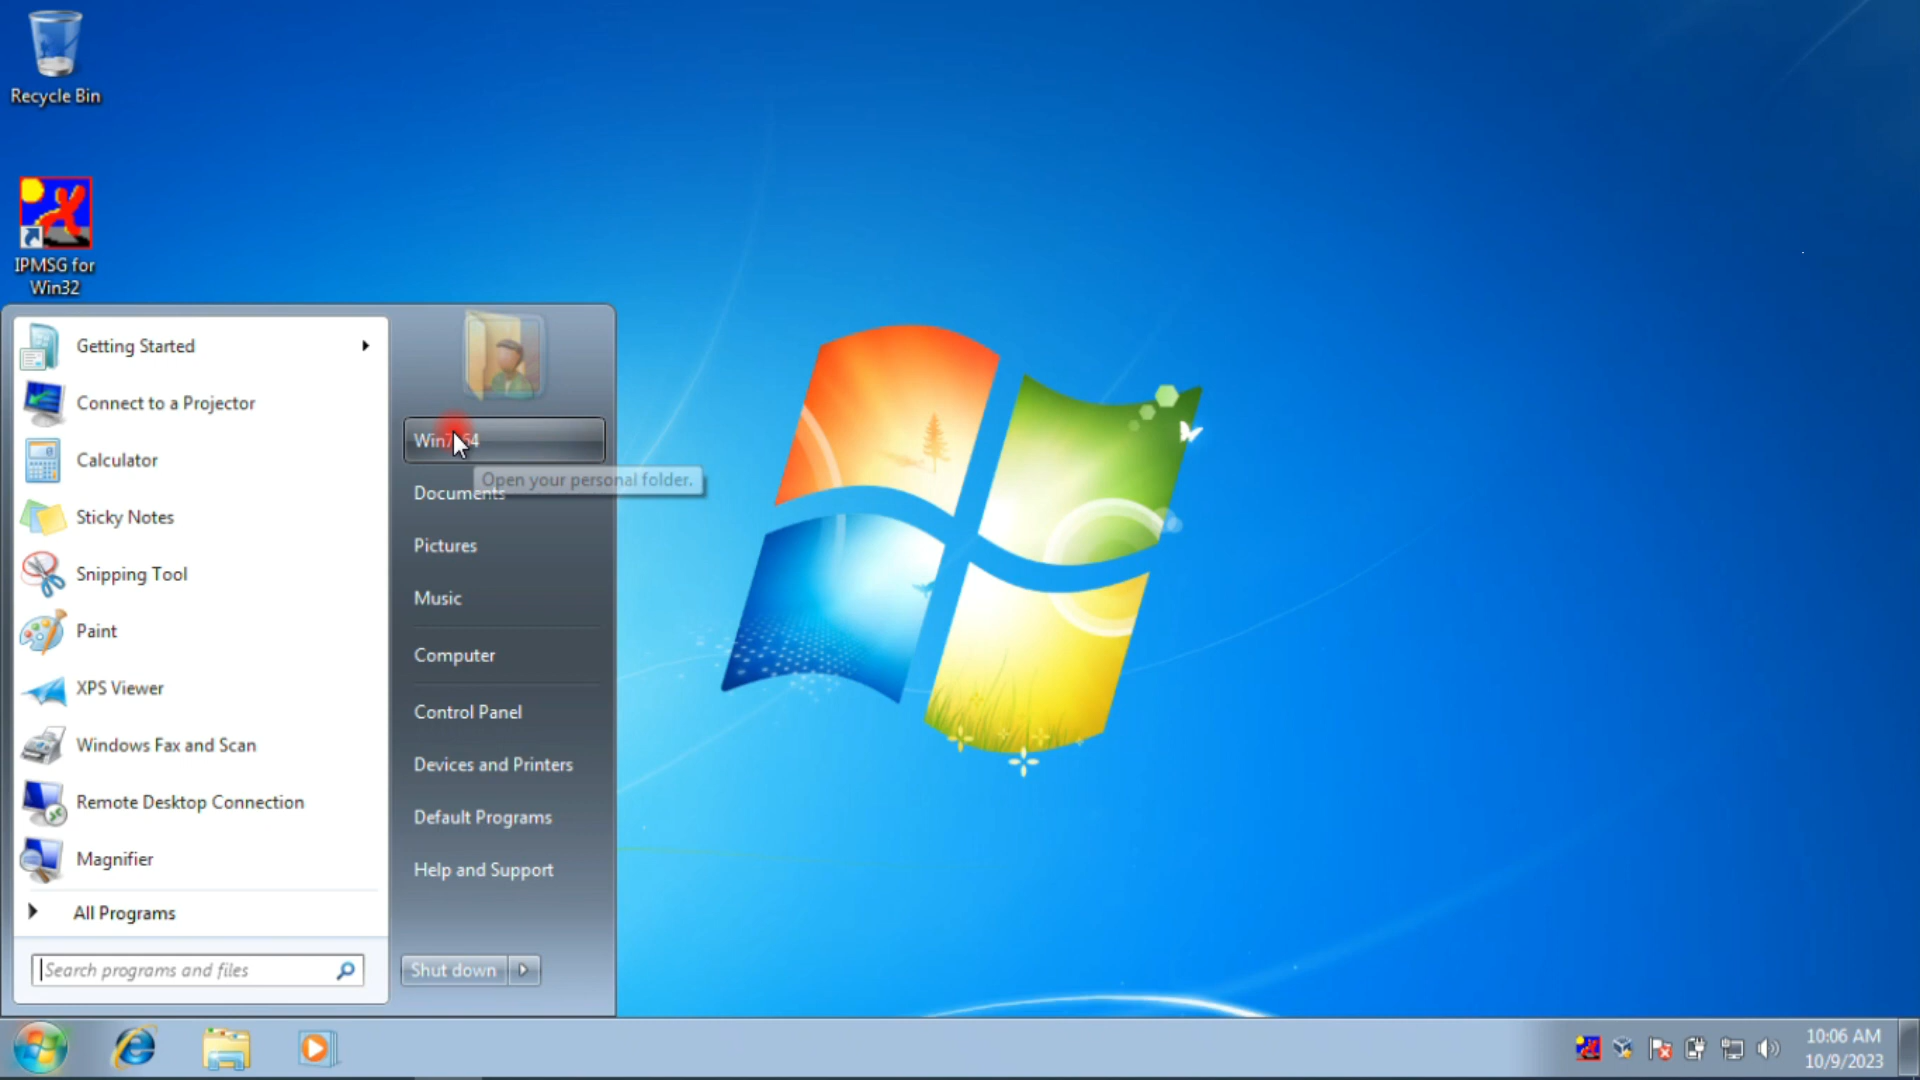 Recycle Bin
IPMSG for
Win32
Getting Started
Connect to a Projector
Calculator
Sticky Notes
Snipping Tool
Paint
XPS Viewer
Windows Fax and Scan
Remote Desktop Connection
Magnifier
All Programs
Search programs and files
Open your personal folder.
Documents
Pictures
Music
Computer
Control Panel
Devices and Printers
Default Programs
Help and Support
Shut down
10:06 AM
10/9/2023